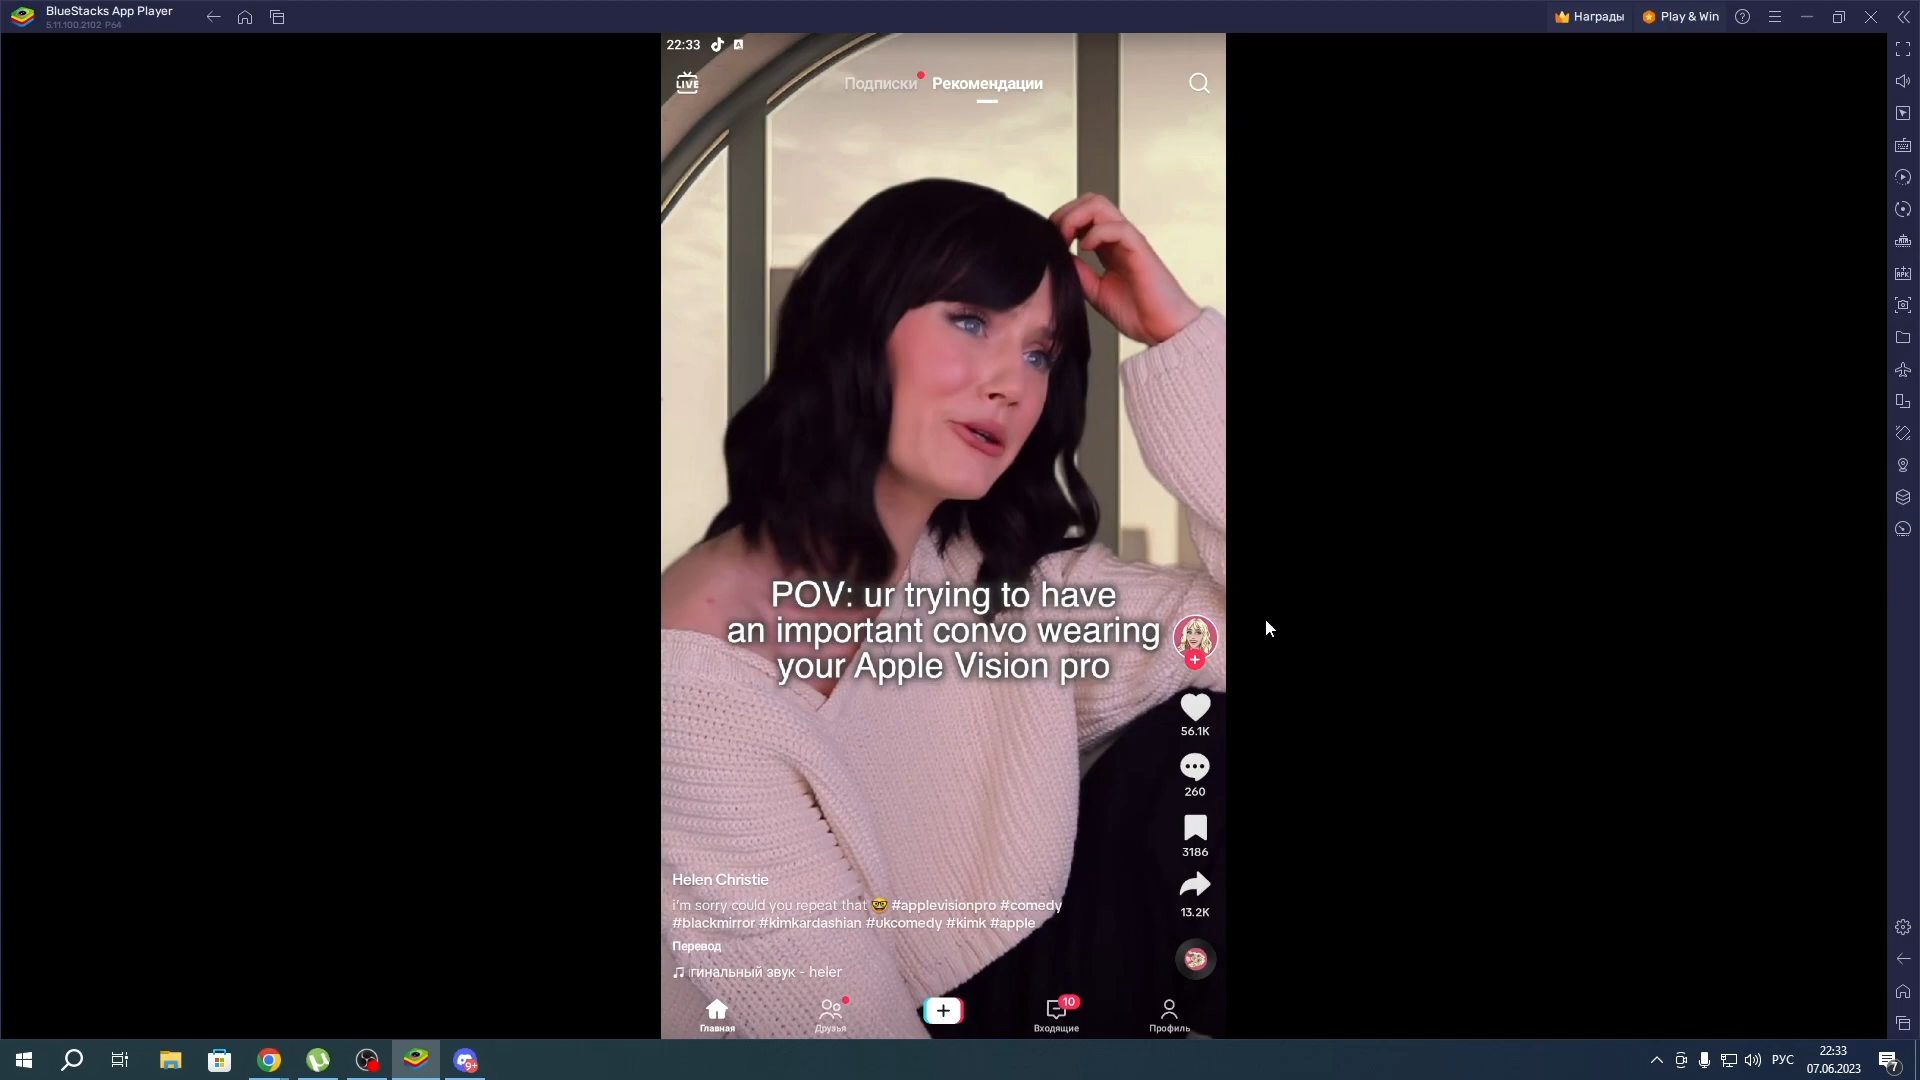 BlueStacks App Player
5.11.100.2102 P64
Награды
Play & Win
22:33
LIVE
Подписки Рекомендации
POV: ur trying to have
an important convo wearing
your Apple Vision pro
56.1K
260
3186
13.2K
Helen Christie
i'm sorry could you repeat that 🤓 #applevisionpro #comedy
#blackmirror #kimkardashian #ukcomedy #kimk #apple
Перевод
гинальный звук - heler
10
Главная
Друзья
Входящие
Профиль
APK
9+
РУС
22:33
07.06.2023
7